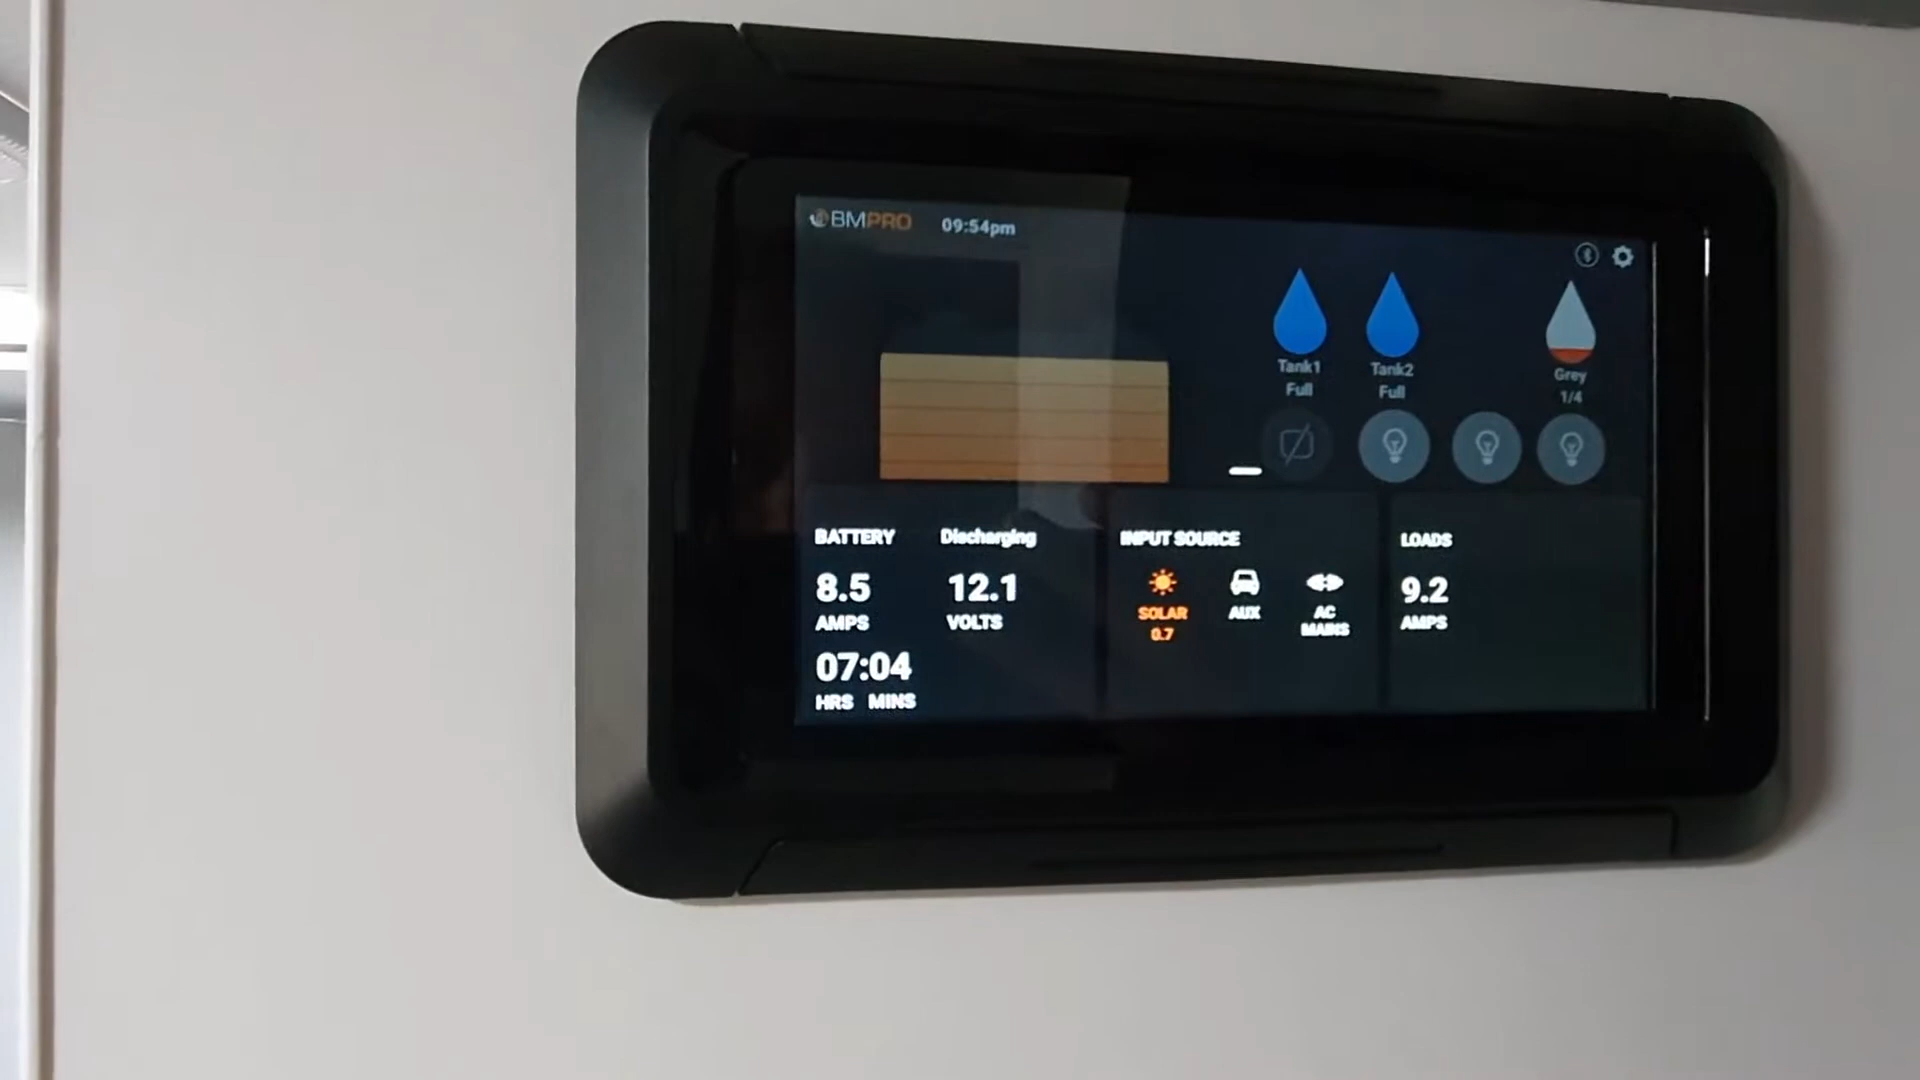 BMPRO 09:54pm
Tank1 Tank2 Grey
Full Full 1/4
BATTERY Discharging
8.5 12.1
AMPS VOLTS
07:04
HRS MINS
INPUT SOURCE
SOLAR AUX AC
0.7 MAINS
LOADS
9.2
AMPS